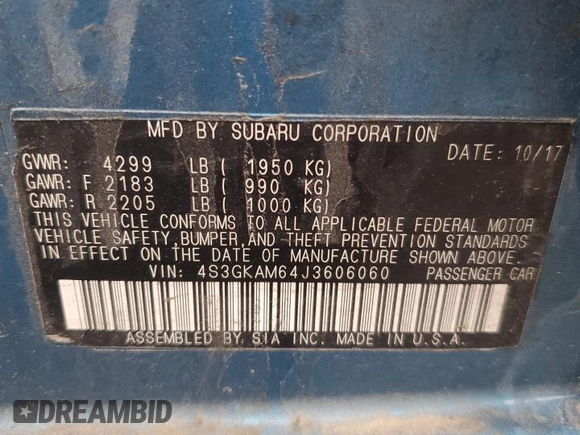 MFD BY SUBARU CORPORATION
DATE: 10/17
GVWR: 4299 LB ( 1950 KG)
GAWR: F 2183 LB ( 990 KG)
GAWR: R 2205 LB ( 1000 KG)
THIS VEHICLE CONFORMS TO ALL APPLICABLE FEDERAL MOTOR
VEHICLE SAFETY, BUMPER, AND THEFT PREVENTION STANDARDS
IN EFFECT ON THE DATE OF MANUFACTURE SHOWN ABOVE.
VIN: 4S3GKAM64J3606060 PASSENGER CAR
ASSEMBLED BY SIA INC. MADE IN U.S.A.
DREAMBID